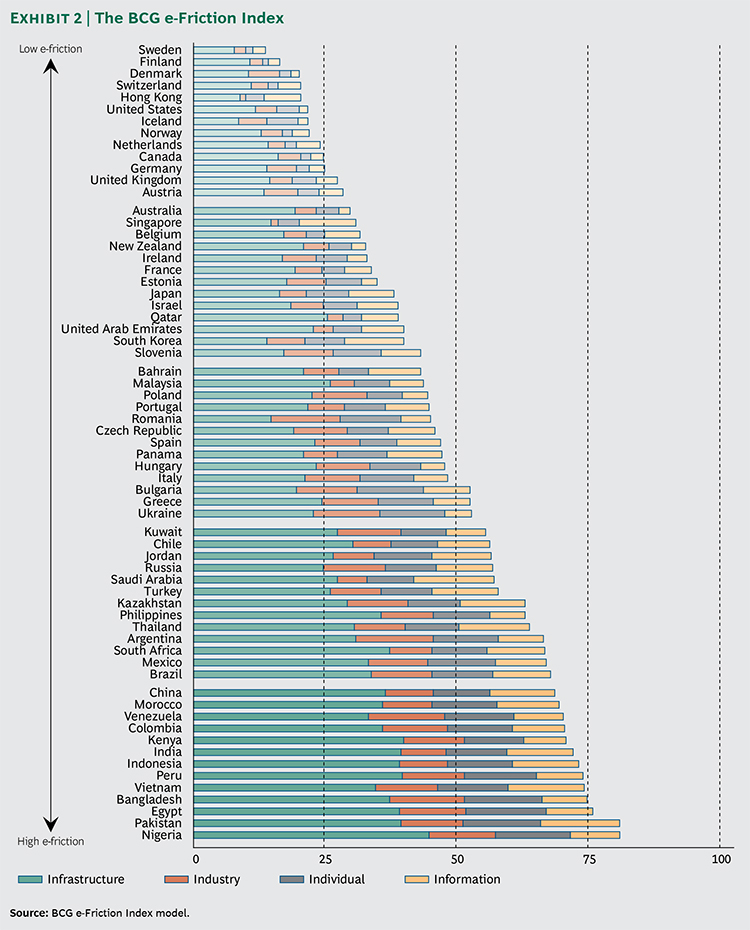 EXHIBIT 2 | The BCG e-Friction Index
Low e-friction
Sweden
Finland
Denmark
Switzerland
Hong Kong
United States
Iceland
Norway
Netherlands
Canada
Germany
United Kingdom
Austria
Australia
Singapore
Belgium
New Zealand
Ireland
France
Estonia
Japan
Israel
Qatar
United Arab Emirates
South Korea
Slovenia
Bahrain
Malaysia
Poland
Portugal
Romania
Czech Republic
Spain
Panama
Hungary
Italy
Bulgaria
Greece
Ukraine
Kuwait
Chile
Jordan
Russia
Saudi Arabia
Turkey
Kazakhstan
Philippines
Thailand
Argentina
South Africa
Mexico
Brazil
China
Morocco
Venezuela
Colombia
Kenya
India
Indonesia
Peru
Vietnam
Bangladesh
Egypt
Pakistan
Nigeria
High e-friction
0 25 50 75 100
Infrastructure Industry Individual Information
Source: BCG e-Friction Index model.